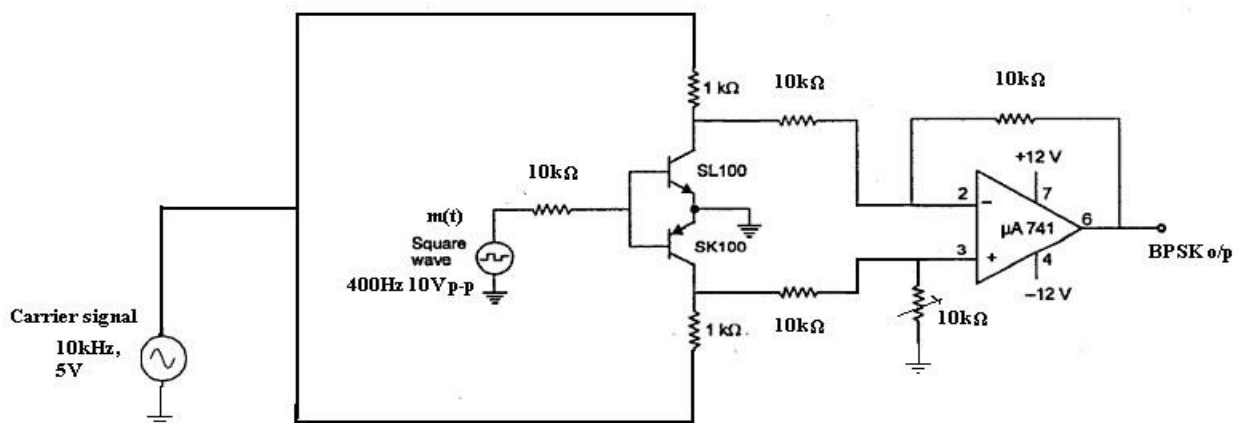 1 kΩ
10kΩ
10kΩ
10kΩ
SL100
+12 V
7
2
−
m(t)
Square
wave
400Hz 10Vp-p
SK100
µA 741
6
3
+
4
−12 V
BPSK o/p
Carrier signal
10kHz,
5V
1 kΩ
10kΩ
10kΩ